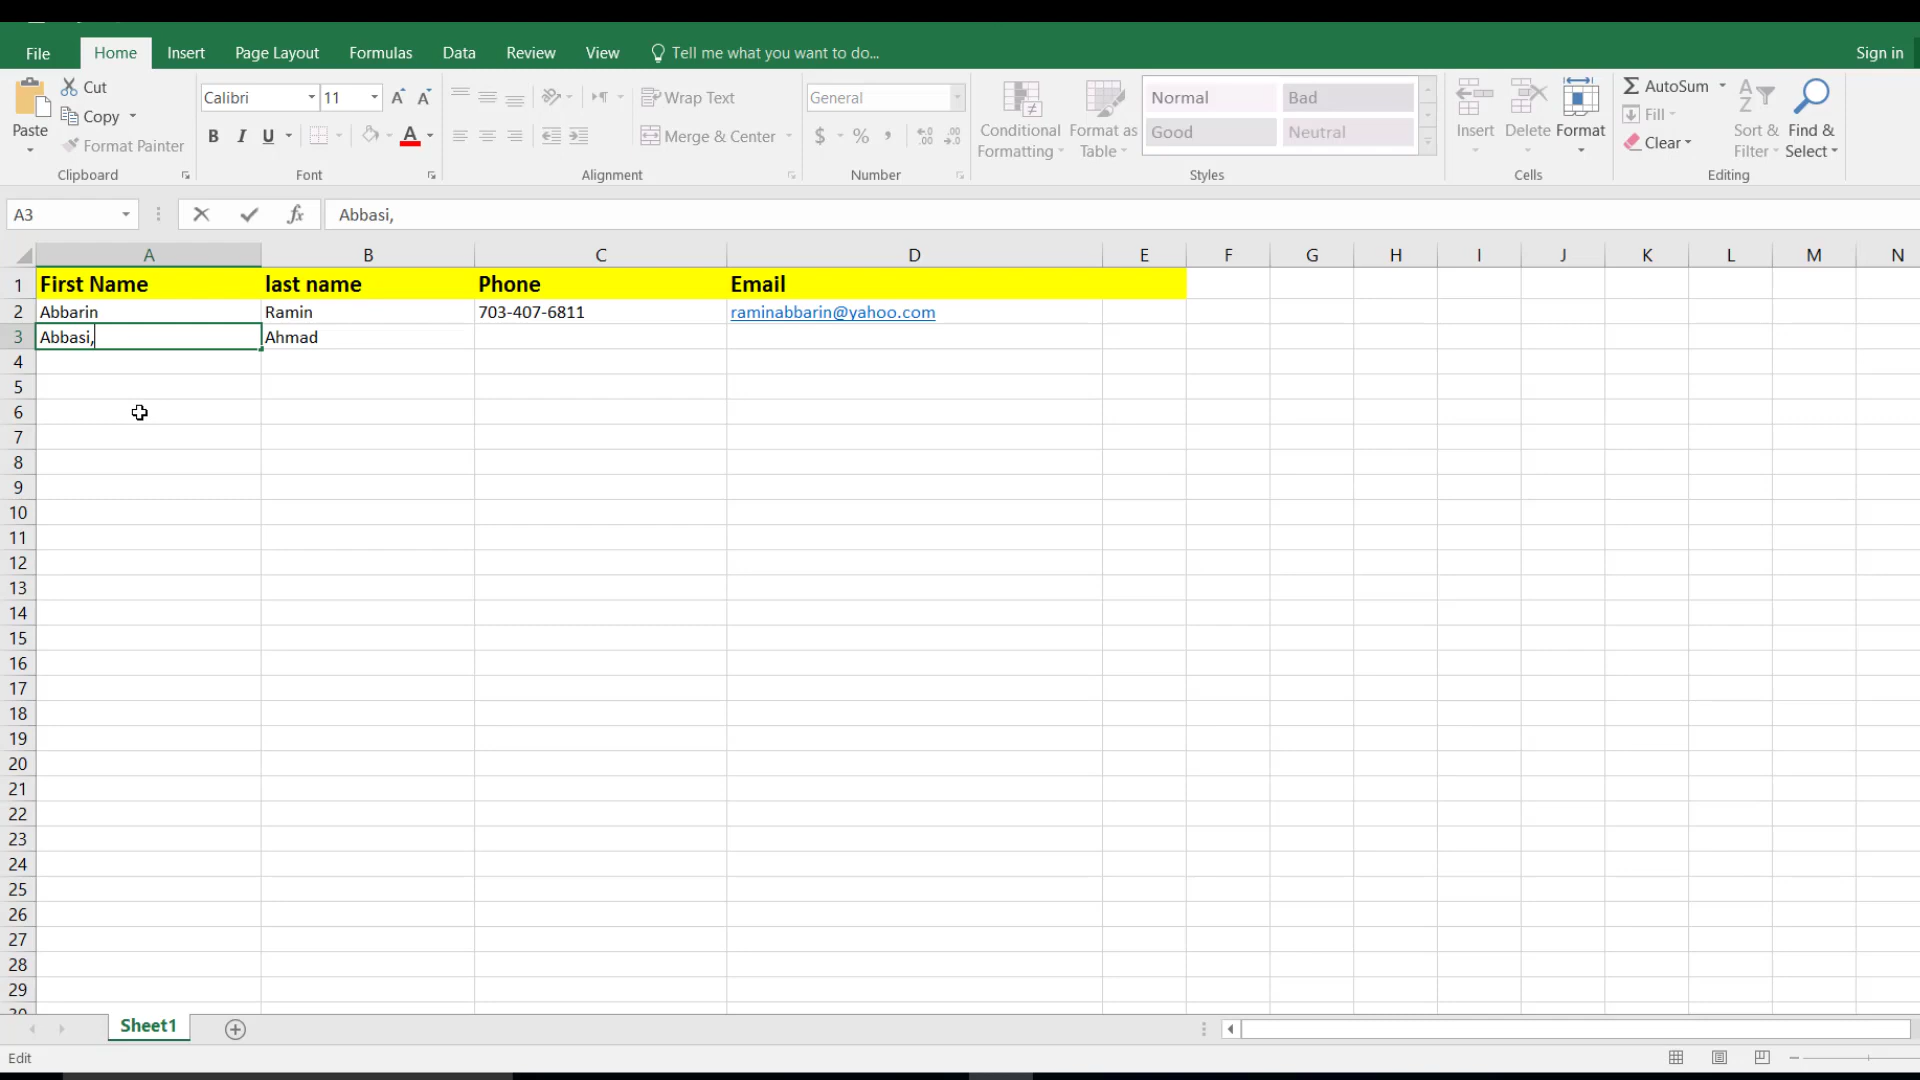 File Home Insert Page Layout Formulas Data Review View Tell me what you want to do... Sign in
Cut
Copy
Format Painter
Paste
Clipboard
Calibri 11
B I U A
Font
Wrap Text
Merge & Center
Alignment
General
$ % ,
Number
Conditional Formatting
Format as Table
Normal Bad
Good Neutral
Styles
Insert Delete Format
Cells
AutoSum
Fill
Clear
Sort & Filter
Find & Select
Editing
A3 fx Abbasi,
A B C D E F G H I J K L M N
1 First Name last name Phone Email
2 Abbarin Ramin 703-407-6811 raminabbarin@yahoo.com
3 Abbasi, Ahmad
4
5
6
7
8
9
10
11
12
13
14
15
16
17
18
19
20
21
22
23
24
25
26
27
28
29
Sheet1
Edit